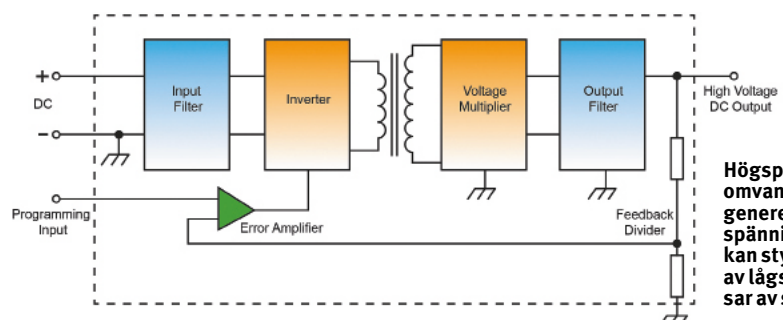 +
DC
-
Input
Filter
Inverter
Voltage
Multiplier
Output
Filter
High Voltage
DC Output
Programming
Input
Error Amplifier
Feedback
Divider
Högsp
omvan
genere
spänni
kan sty
av lågs
sar av s